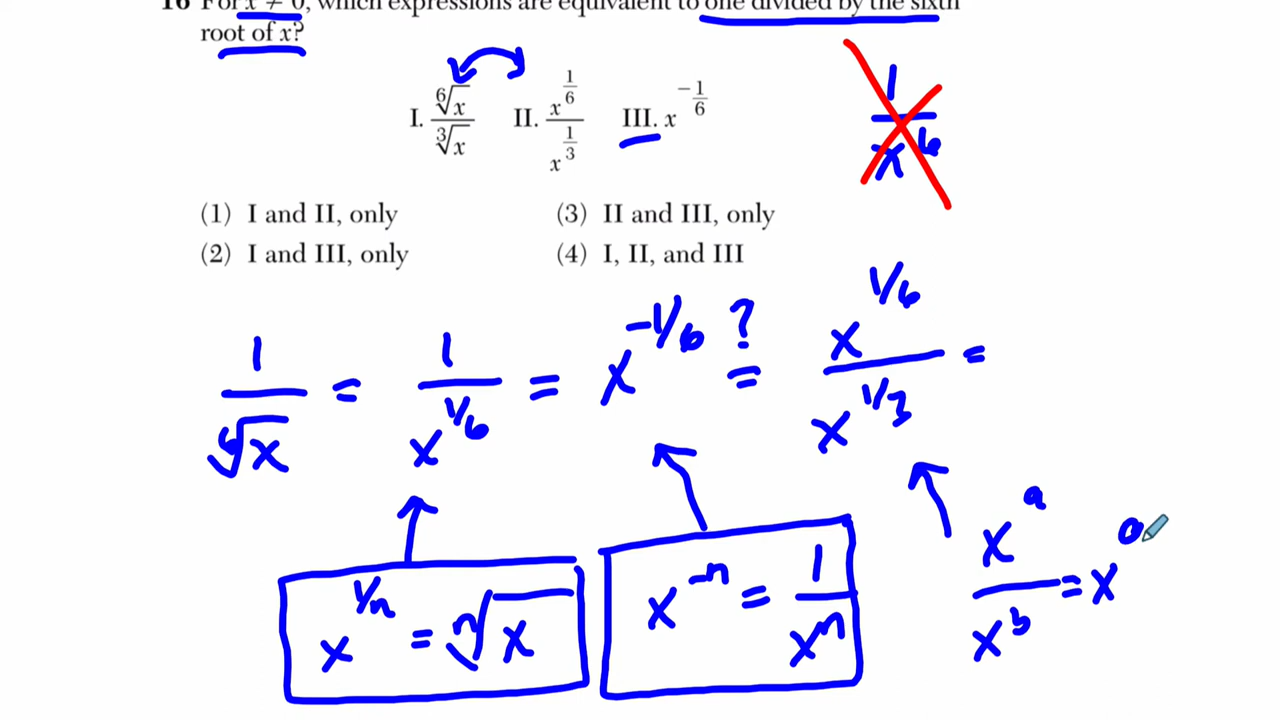 16 For x ≠ 0, which expressions are equivalent to one divided by the sixth
root of x?
I. ⁶√x / ³√x II. x^(1/6) / x^(1/3) III. x^(-1/6)
1 / x^6
(1) I and II, only (3) II and III, only
(2) I and III, only (4) I, II, and III
1 / ⁶√x = 1 / x^(1/6) = x^(-1/6) ?= x^(1/6) / x^(1/3) =
x^(1/n) = ⁿ√x
x^(-n) = 1 / x^n
x^a / x^b = x^a